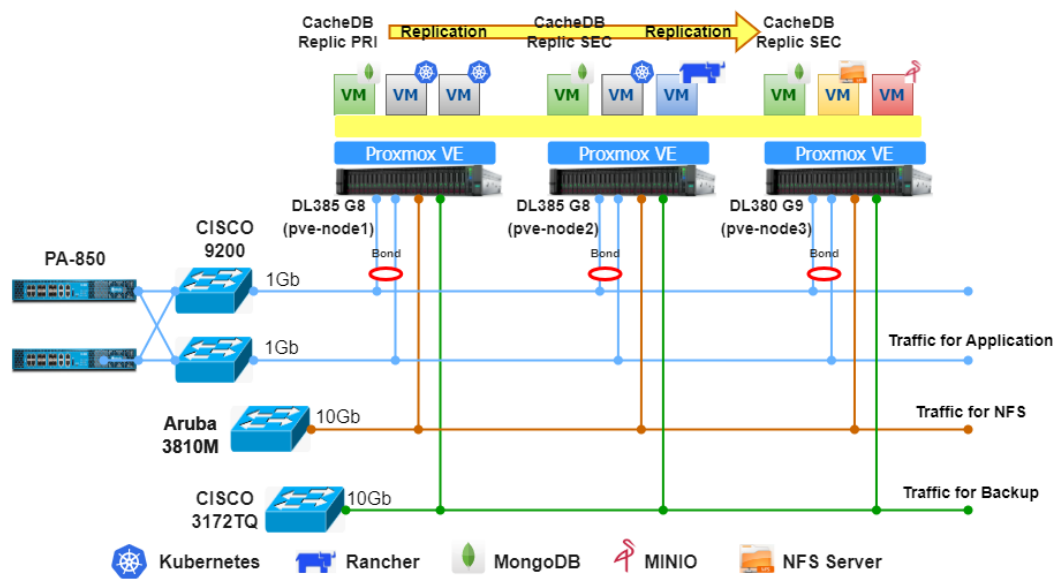 CacheDB
Replic PRI
Replication
CacheDB
Replic SEC
Replication
CacheDB
Replic SEC
VM
VM
VM
VM
VM
VM
VM
VM
VM
Proxmox VE
Proxmox VE
Proxmox VE
DL385 G8
(pve-node1)
DL385 G8
(pve-node2)
DL380 G9
(pve-node3)
Bond
Bond
Bond
PA-850
CISCO
9200
1Gb
1Gb
Traffic for Application
Aruba
3810M
10Gb
Traffic for NFS
CISCO
3172TQ
10Gb
Traffic for Backup
Kubernetes
Rancher
MongoDB
MINIO
NFS Server